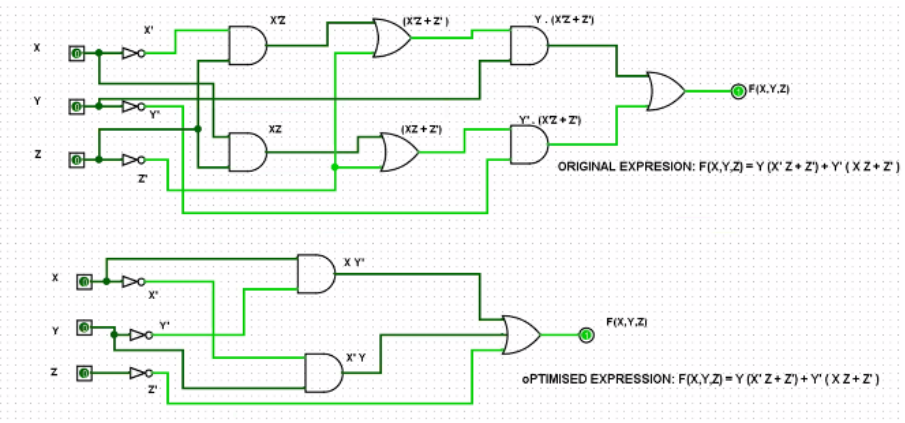 X
X'
X'Z
(X'Z + Z')
Y . (X'Z + Z')
F(X,Y,Z)
Y
Y'
XZ
(XZ + Z')
Y' . (X'Z + Z')
Z
Z'
ORIGINAL EXPRESION: F(X,Y,Z) = Y (X' Z + Z') + Y' ( X Z + Z' )
X
X'
X Y'
Y
Y'
F(X,Y,Z)
X' Y
Z
Z'
oPTIMISED EXPRESSION: F(X,Y,Z) = Y (X' Z + Z') + Y' ( X Z + Z' )